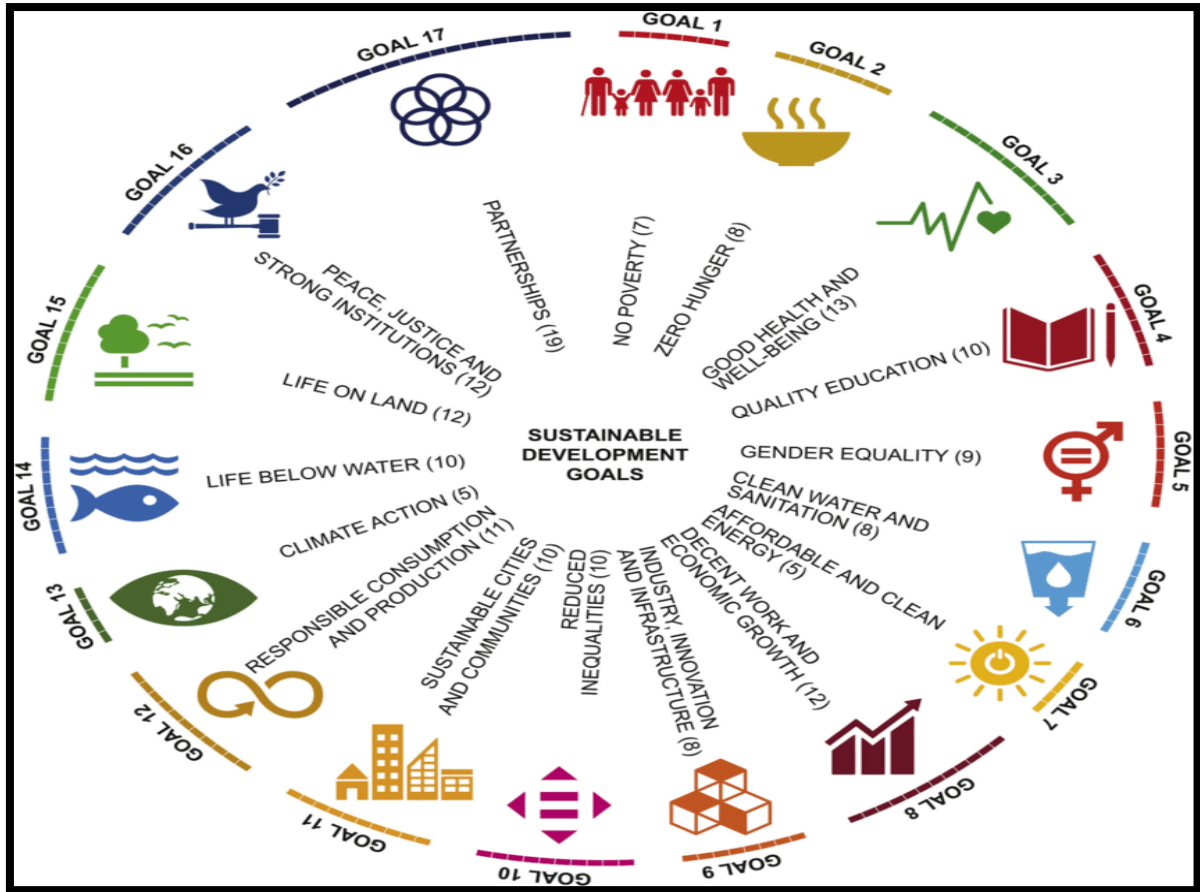 GOAL 1
GOAL 2
GOAL 3
GOAL 4
GOAL 5
GOAL 6
GOAL 7
GOAL 8
GOAL 9
GOAL 10
GOAL 11
GOAL 12
GOAL 13
GOAL 14
GOAL 15
GOAL 16
GOAL 17
SUSTAINABLE
DEVELOPMENT
GOALS
NO POVERTY (7)
ZERO HUNGER (8)
GOOD HEALTH AND
WELL-BEING (13)
QUALITY EDUCATION (10)
GENDER EQUALITY (9)
CLEAN WATER AND
SANITATION (8)
AFFORDABLE AND CLEAN
ENERGY (5)
DECENT WORK AND
ECONOMIC GROWTH (12)
INDUSTRY, INNOVATION
AND INFRASTRUCTURE (8)
REDUCED
INEQUALITIES (10)
SUSTAINABLE CITIES
AND COMMUNITIES (10)
RESPONSIBLE CONSUMPTION
AND PRODUCTION (11)
CLIMATE ACTION (5)
LIFE BELOW WATER (10)
LIFE ON LAND (12)
PEACE, JUSTICE AND
STRONG INSTITUTIONS (12)
PARTNERSHIPS (19)